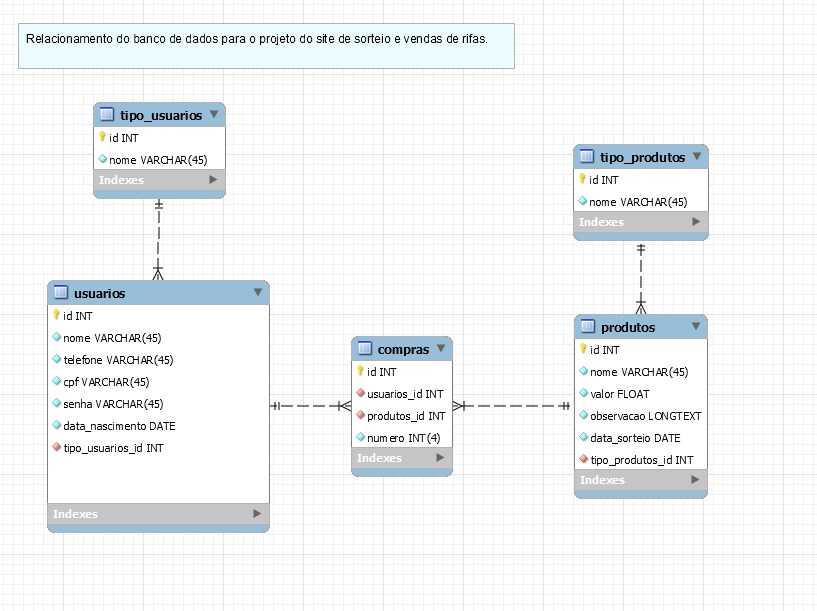 Relacionamento do banco de dados para o projeto do site de sorteio e vendas de rifas.
tipo_usuarios
id INT
nome VARCHAR(45)
Indexes
usuarios
id INT
nome VARCHAR(45)
telefone VARCHAR(45)
cpf VARCHAR(45)
senha VARCHAR(45)
data_nascimento DATE
tipo_usuarios_id INT
Indexes
compras
id INT
usuarios_id INT
produtos_id INT
numero INT(4)
Indexes
tipo_produtos
id INT
nome VARCHAR(45)
Indexes
produtos
id INT
nome VARCHAR(45)
valor FLOAT
observacao LONGTEXT
data_sorteio DATE
tipo_produtos_id INT
Indexes